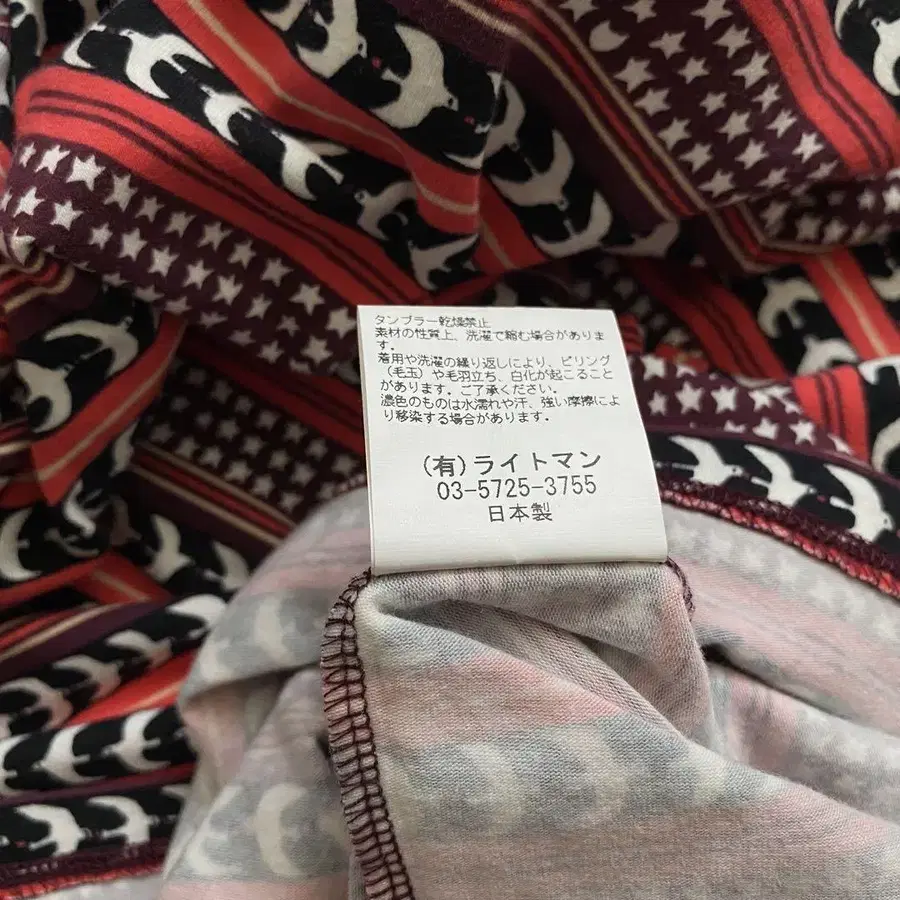 タンブラー乾燥禁止
素材の性質上、洗濯で縮む場合がありま
す。
着用や洗濯の繰り返しにより、ピリング
（毛玉）や毛羽立ち、白化が起こること
があります。ご了承ください。
濃色のものは水濡れや汗、強い摩擦によ
り移染する場合があります。
(有)ライトマン
03-5725-3755
日本製